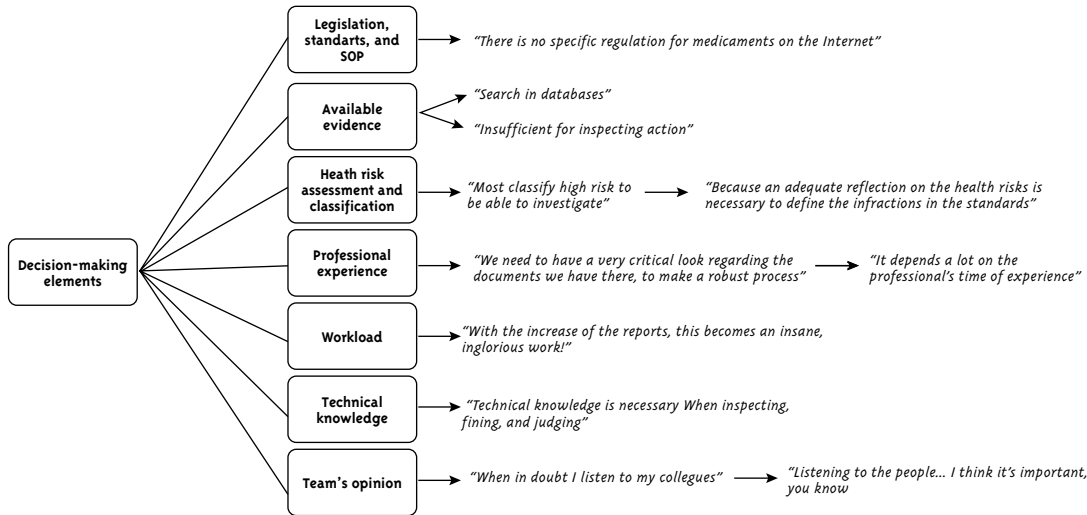 Legislation,
standarts, and
SOP
“There is no specific regulation for medicaments on the Internet”
Available
evidence
“Search in databases”
“Insufficient for inspecting action”
Heath risk
assessment and
classification
“Most classify high risk to
be able to investigate”
“Because an adequate reflection on the health risks is
necessary to define the infractions in the standards”
Decision-making
elements
Professional
experience
“We need to have a very critical look regarding the
documents we have there, to make a robust process”
“It depends a lot on the
professional’s time of experience”
Workload
“With the increase of the reports, this becomes an insane,
inglorious work!”
Technical
knowledge
“Technical knowledge is necessary When inspecting,
fining, and judging”
Team’s opinion
“When in doubt I listen to my collegues”
“Listening to the people... I think it’s important,
you know